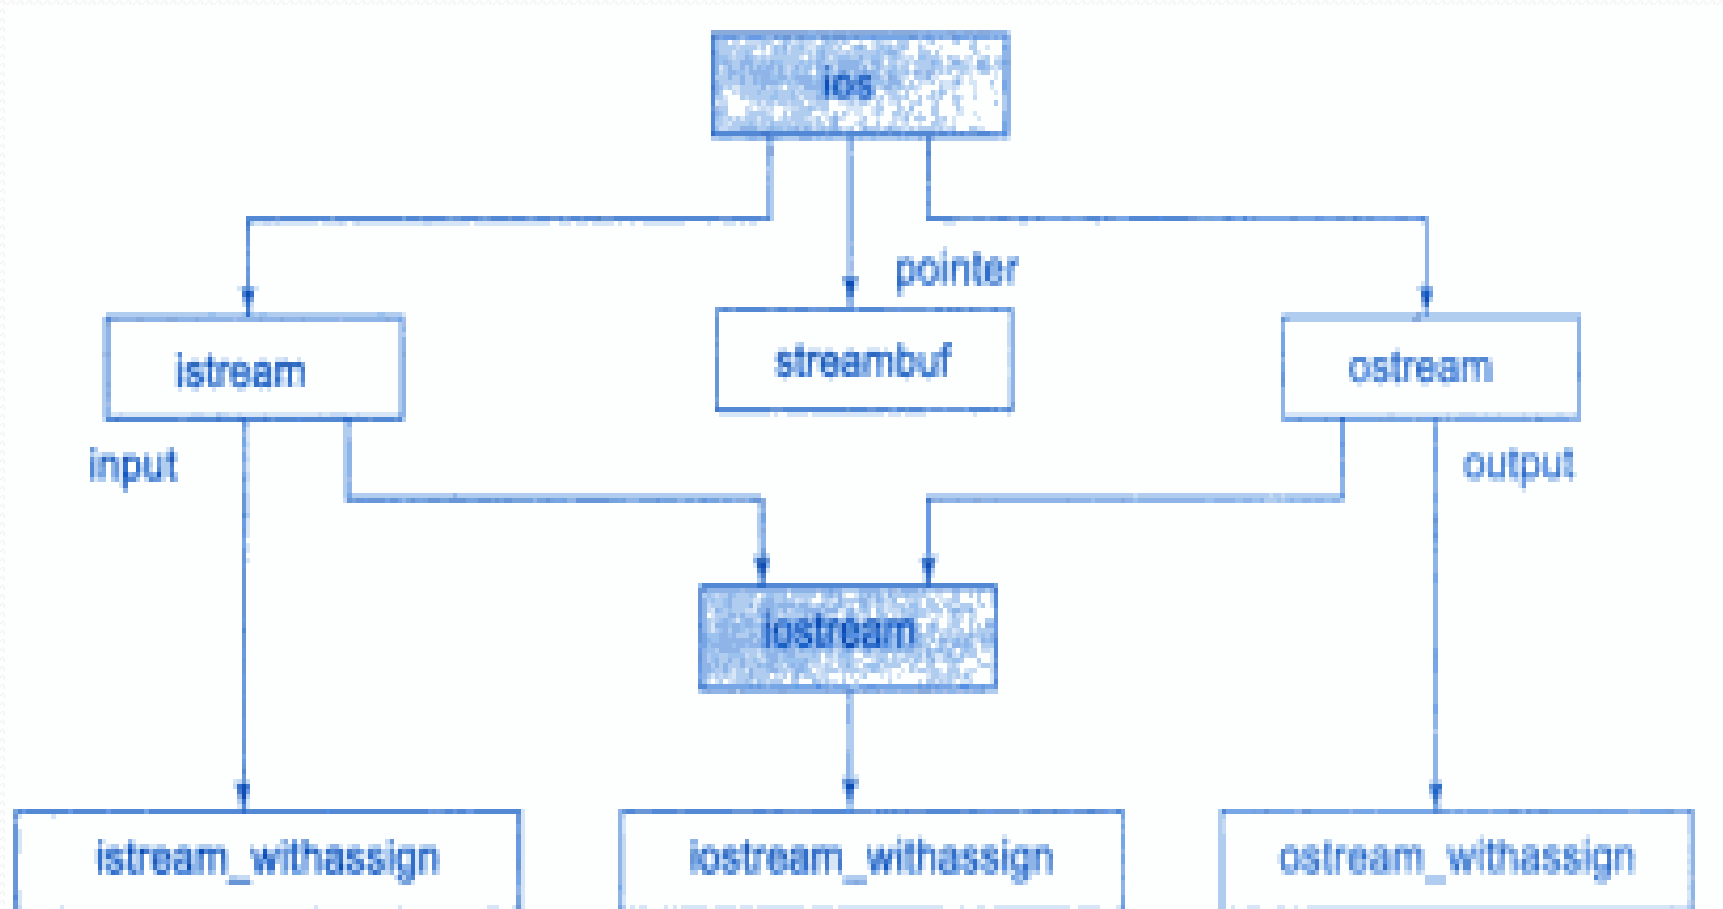 ios
pointer
istream
streambuf
ostream
input
output
iostream
istream_withassign
iostream_withassign
ostream_withassign